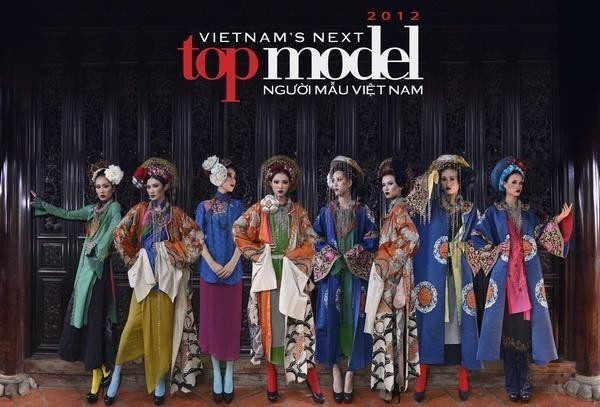 2012
VIETNAM'S NEXT
top model
NGƯỜI MẪU VIỆT NAM